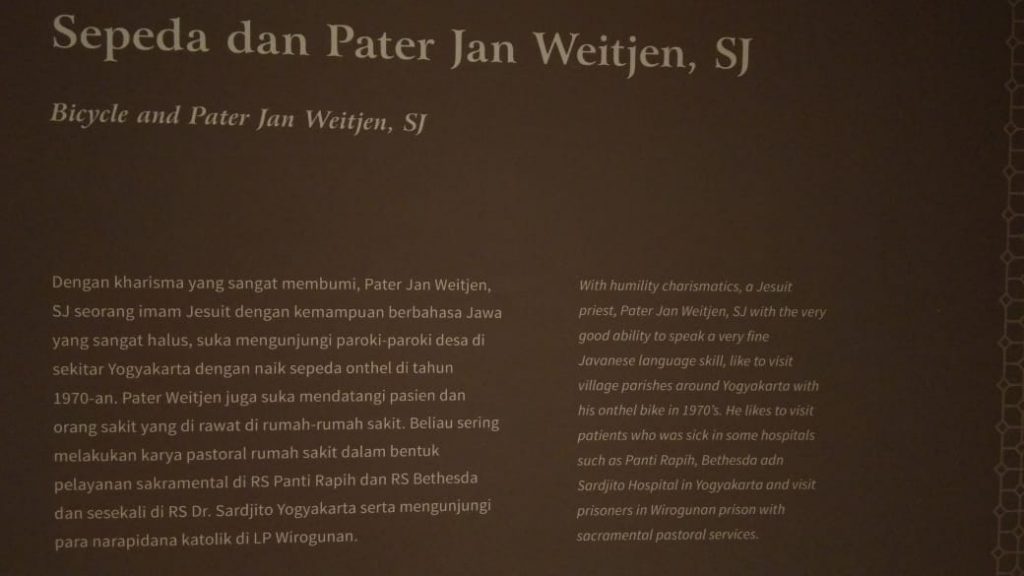 Sepeda dan Pater Jan Weitjen, SJ
Bicycle and Pater Jan Weitjen, SJ
Dengan kharisma yang sangat membumi, Pater Jan Weitjen,
SJ seorang imam Jesuit dengan kemampuan berbahasa Jawa
yang sangat halus, suka mengunjungi paroki-paroki desa di
sekitar Yogyakarta dengan naik sepeda onthel di tahun
1970-an. Pater Weitjen juga suka mendatangi pasien dan
orang sakit yang di rawat di rumah-rumah sakit. Beliau sering
melakukan karya pastoral rumah sakit dalam bentuk
pelayanan sakramental di RS Panti Rapih dan RS Bethesda
dan sesekali di RS Dr. Sardjito Yogyakarta serta mengunjungi
para narapidana katolik di LP Wirogunan.
With humility charismatics, a Jesuit
priest, Pater Jan Weitjen, SJ with the very
good ability to speak a very fine
Javanese language skill, like to visit
village parishes around Yogyakarta with
his onthel bike in 1970's. He likes to visit
patients who was sick in some hospitals
such as Panti Rapih, Bethesda adn
Sardjito Hospital in Yogyakarta and visit
prisoners in Wirogunan prison with
sacramental pastoral services.